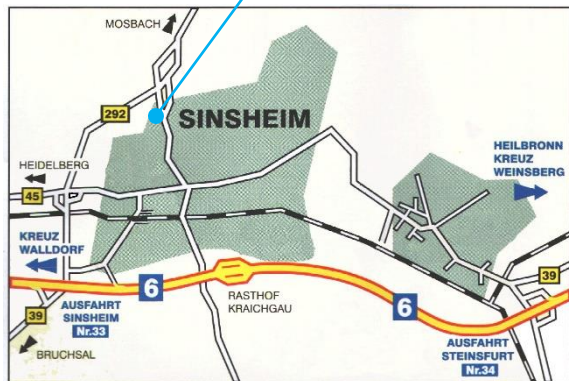 MOSBACH
292
SINSHEIM
HEIDELBERG
45
HEILBRONN
KREUZ
WEINSBERG
KREUZ
WALLDORF
6
39
AUSFAHRT
SINSHEIM
Nr.33
RASTHOF
KRAICHGAU
6
39
BRUCHSAL
AUSFAHRT
STEINSFURT
Nr.34